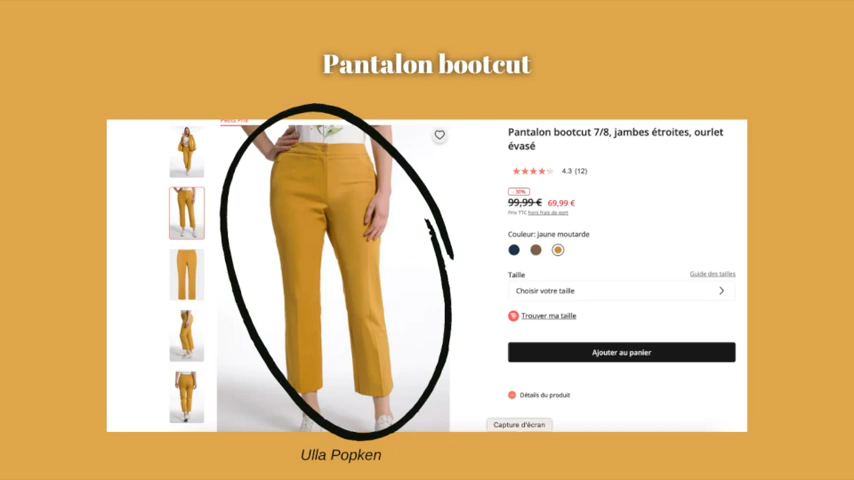 Pantalon bootcut
Pantalon bootcut 7/8, jambes étroites, ourlet
évasé
4.3 (12)
- 30%
99,99 € 69,99 €
Prix TTC hors frais de port
Couleur: jaune moutarde
Taille Guide des tailles
Choisir votre taille
Trouver ma taille
Ajouter au panier
Détails du produit
Capture d'écran
Ulla Popken